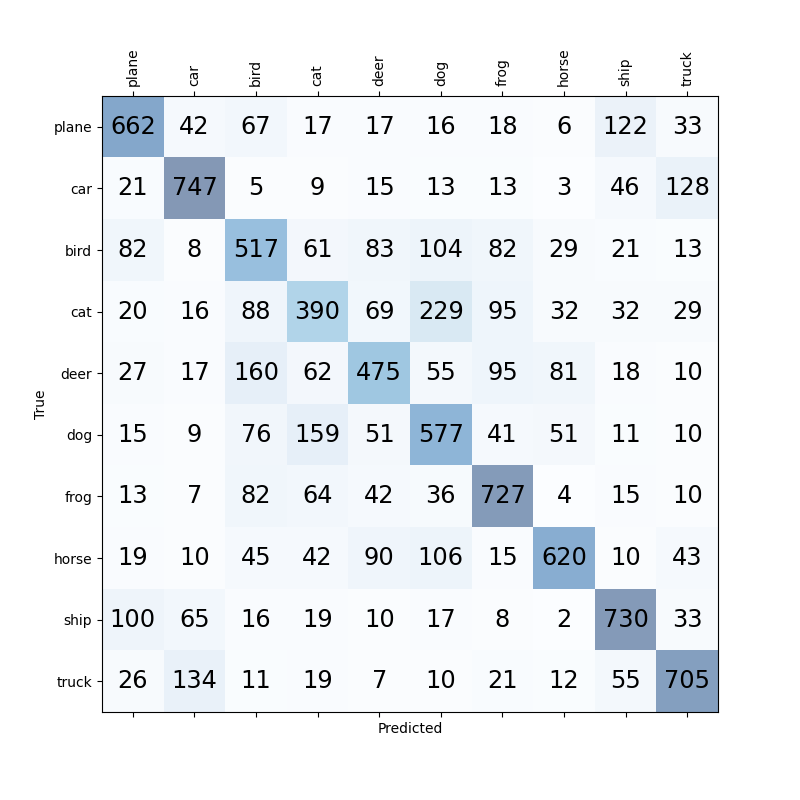 plane car bird cat deer dog frog horse ship truck
plane 662 42 67 17 17 16 18 6 122 33
car 21 747 5 9 15 13 13 3 46 128
bird 82 8 517 61 83 104 82 29 21 13
cat 20 16 88 390 69 229 95 32 32 29
deer 27 17 160 62 475 55 95 81 18 10
True
dog 15 9 76 159 51 577 41 51 11 10
frog 13 7 82 64 42 36 727 4 15 10
horse 19 10 45 42 90 106 15 620 10 43
ship 100 65 16 19 10 17 8 2 730 33
truck 26 134 11 19 7 10 21 12 55 705
Predicted